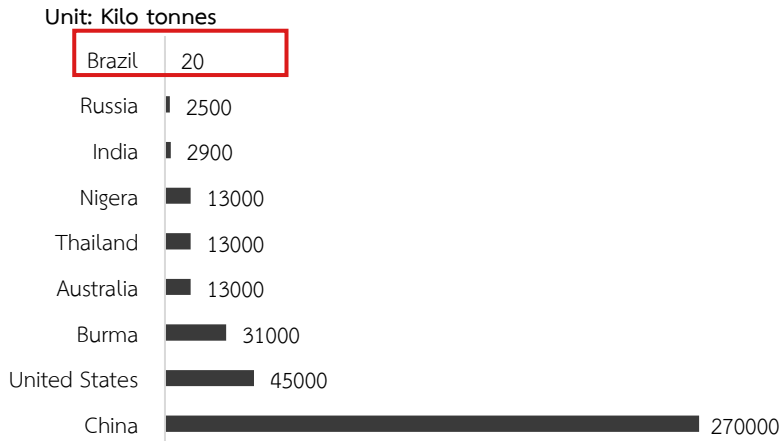 Unit: Kilo tonnes
Brazil 20
Russia 2500
India 2900
Nigera 13000
Thailand 13000
Australia 13000
Burma 31000
United States 45000
China 270000